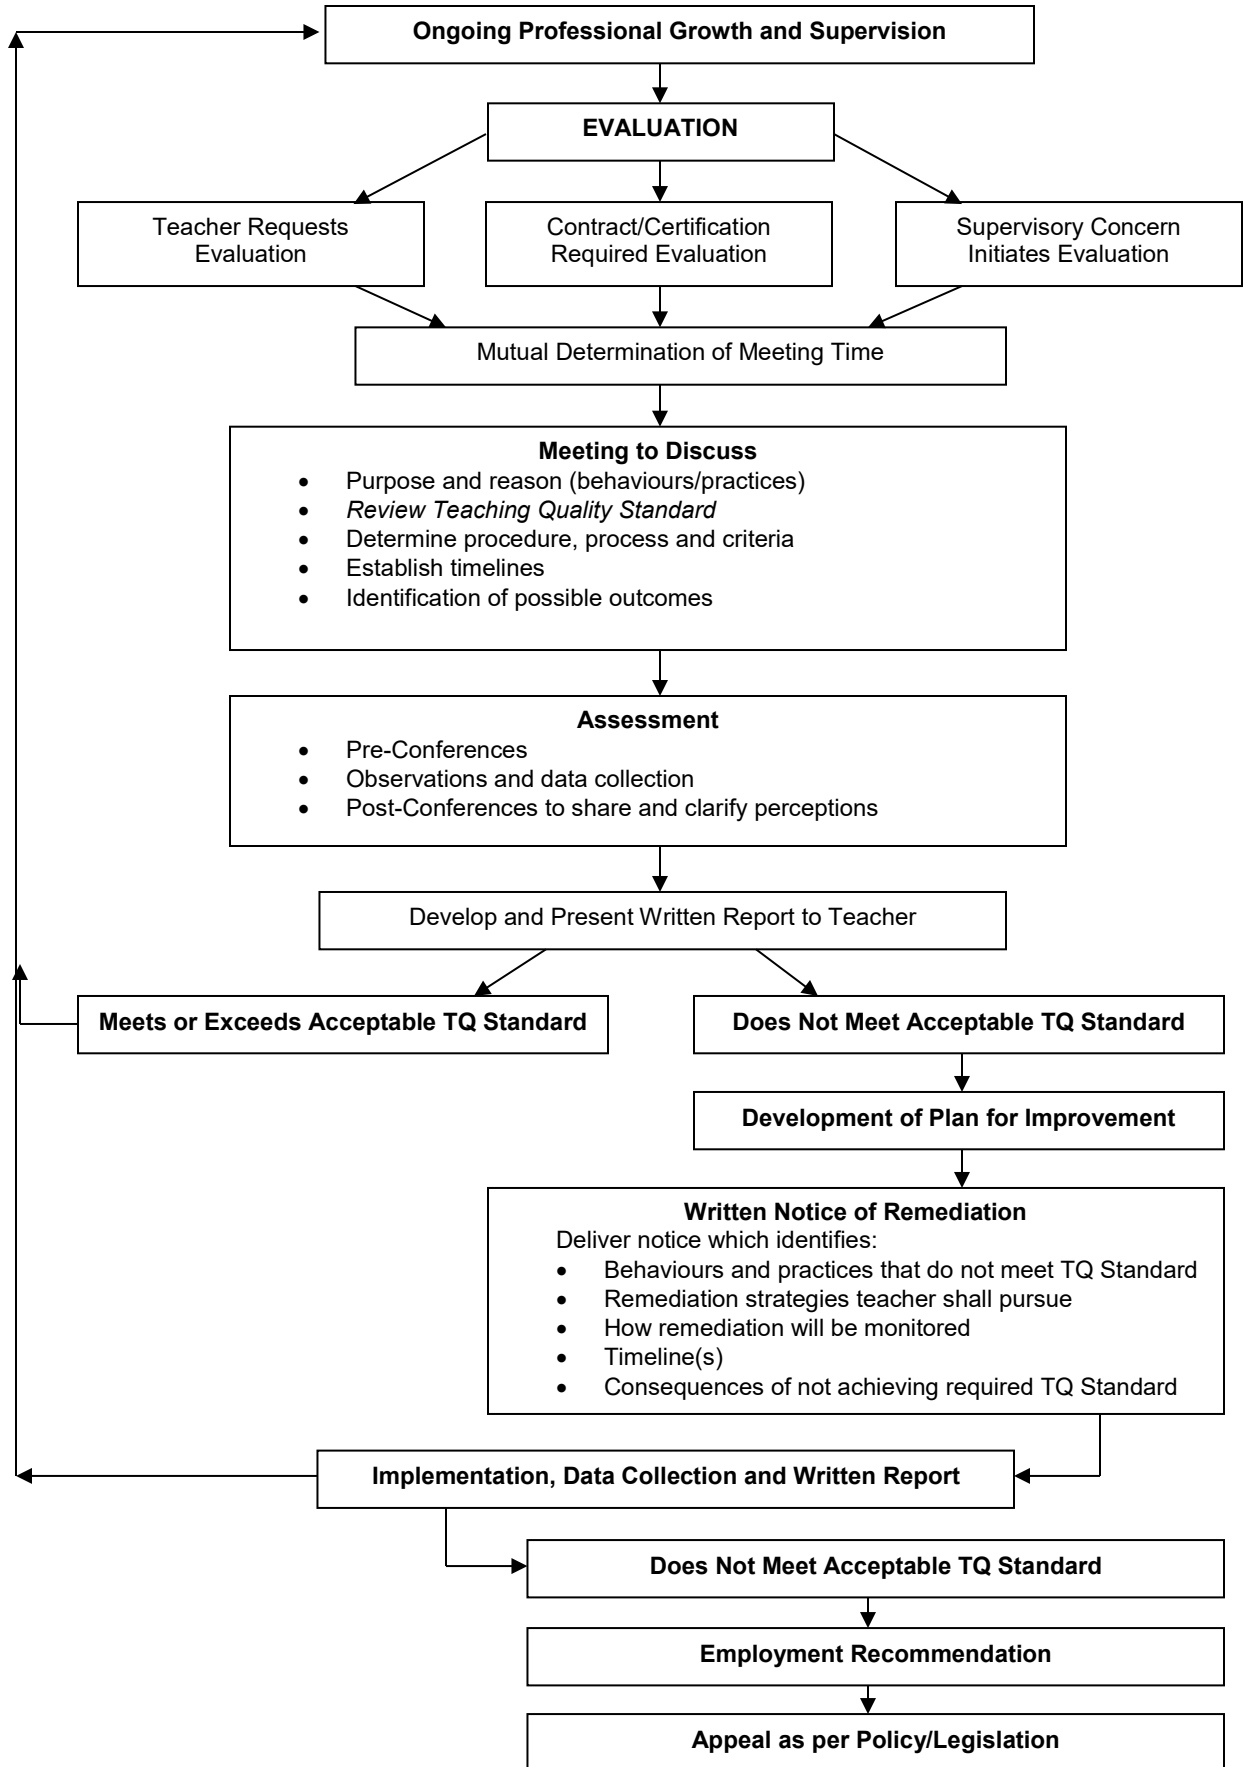 Ongoing Professional Growth and Supervision
EVALUATION
Teacher Requests
Evaluation
Contract/Certification
Required Evaluation
Supervisory Concern
Initiates Evaluation
Mutual Determination of Meeting Time
Meeting to Discuss
• Purpose and reason (behaviours/practices)
• Review Teaching Quality Standard
• Determine procedure, process and criteria
• Establish timelines
• Identification of possible outcomes
Assessment
• Pre-Conferences
• Observations and data collection
• Post-Conferences to share and clarify perceptions
Develop and Present Written Report to Teacher
Meets or Exceeds Acceptable TQ Standard
Does Not Meet Acceptable TQ Standard
Development of Plan for Improvement
Written Notice of Remediation
Deliver notice which identifies:
• Behaviours and practices that do not meet TQ Standard
• Remediation strategies teacher shall pursue
• How remediation will be monitored
• Timeline(s)
• Consequences of not achieving required TQ Standard
Implementation, Data Collection and Written Report
Does Not Meet Acceptable TQ Standard
Employment Recommendation
Appeal as per Policy/Legislation